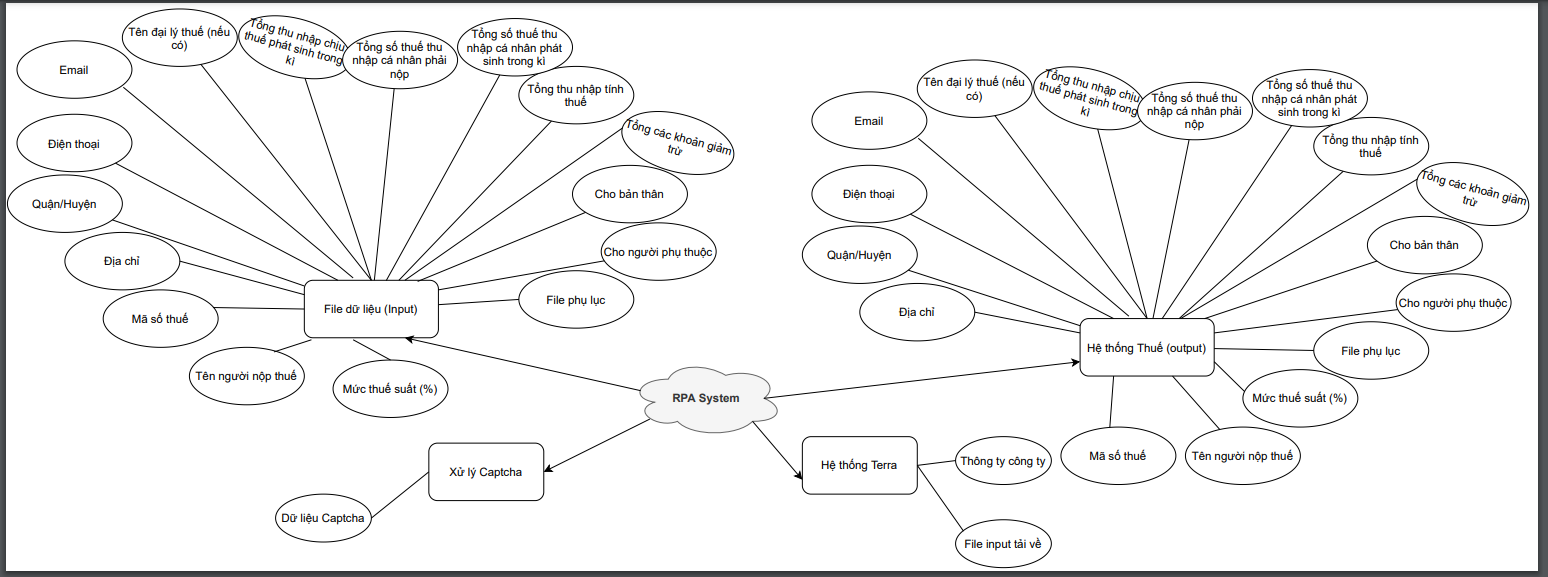 Tên đại lý thuế (nếu
có)
Tổng thu nhập chịu
thuế phát sinh trong
kì
Tổng số thuế thu
nhập cá nhân phải
nộp
Tổng số thuế thu
nhập cá nhân phát
sinh trong kì
Email
Tổng thu nhập tính
thuế
Điện thoại
Tổng các khoản giảm
trừ
Quận/Huyện
Cho bản thân
Địa chỉ
Cho người phụ thuộc
Mã số thuế
File dữ liệu (Input)
File phụ lục
Tên người nộp thuế
Mức thuế suất (%)
Tên đại lý thuế (nếu
có)
Tổng thu nhập chịu
thuế phát sinh trong
kì
Tổng số thuế thu
nhập cá nhân phải
nộp
Tổng số thuế thu
nhập cá nhân phát
sinh trong kì
Email
Tổng thu nhập tính
thuế
Điện thoại
Tổng các khoản giảm
trừ
Quận/Huyện
Cho bản thân
Địa chỉ
Cho người phụ thuộc
Hệ thống Thuế (output)
File phụ lục
Mức thuế suất (%)
Mã số thuế
Tên người nộp thuế
RPA System
Xử lý Captcha
Dữ liệu Captcha
Hệ thống Terra
Thông ty công ty
File input tải về